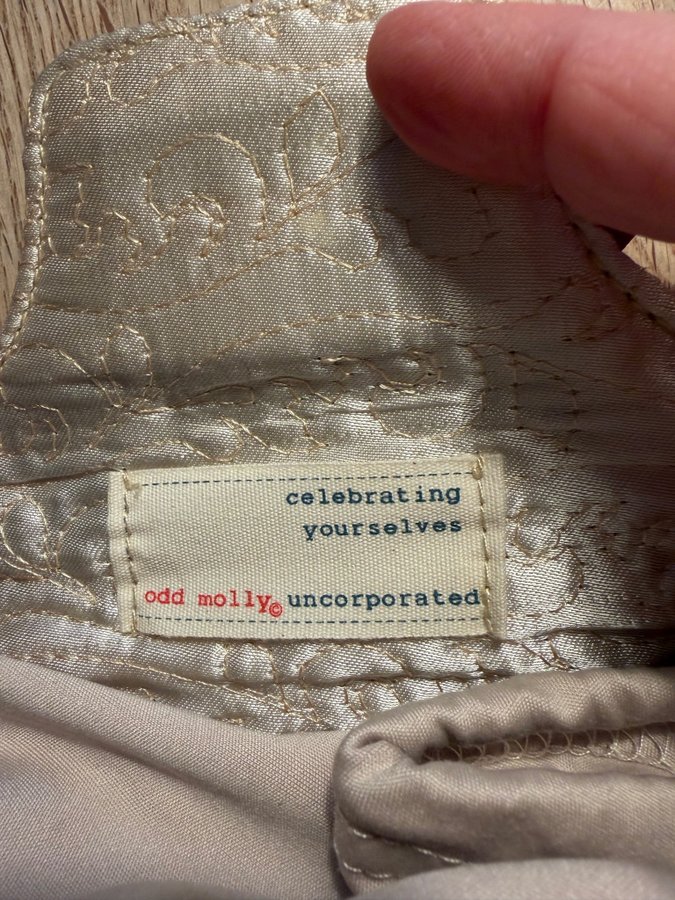 celebrating
yourselves
odd molly© uncorporated